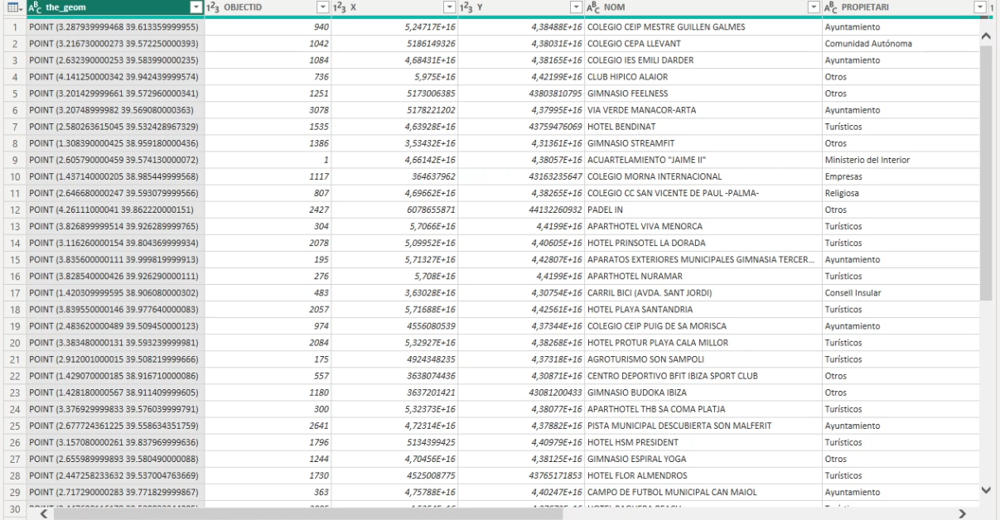 ABC the_geom 123 OBJECTID 123 X 123 Y ABC NOM ABC PROPIETARI 1
1 POINT (3.287939999468 39.613359999955) 940 5,24717E+16 4,38488E+16 COLEGIO CEIP MESTRE GUILLEN GALMES Ayuntamiento
2 POINT (3.216730000273 39.572250000393) 1042 5186149326 4,38031E+16 COLEGIO CEPA LLEVANT Comunidad Autónoma
3 POINT (2.632390000253 39.583990000235) 1084 4,68431E+16 4,38165E+16 COLEGIO IES EMILI DARDER Ayuntamiento
4 POINT (4.141250000342 39.942439999574) 736 5,975E+16 4,42199E+16 CLUB HIPICO ALAIOR Otros
5 POINT (3.201429999661 39.572960000341) 1251 5173006385 43803810795 GIMNASIO FEELNESS Otros
6 POINT (3.20748999982 39.569080000363) 3078 5178221202 4,37995E+16 VIA VERDE MANACOR-ARTA Ayuntamiento
7 POINT (2.580263615045 39.532428967329) 1535 4,63928E+16 43759476069 HOTEL BENDINAT Turísticos
8 POINT (1.308390000425 38.959180000436) 1386 3,53432E+16 4,31361E+16 GIMNASIO STREAMFIT Otros
9 POINT (2.605790000459 39.574130000072) 1 4,66142E+16 4,38057E+16 ACUARTELAMIENTO "JAIME II" Ministerio del Interior
10 POINT (1.437140000205 38.985449999568) 1117 364637962 43163235647 COLEGIO MORNA INTERNACIONAL Empresas
11 POINT (2.646680000247 39.593079999566) 807 4,69662E+16 4,38265E+16 COLEGIO CC SAN VICENTE DE PAUL -PALMA- Religiosa
12 POINT (4.26111000041 39.862220000151) 2427 6078655871 44132260932 PADEL IN Otros
13 POINT (3.826899999514 39.926289999765) 304 5,7066E+16 4,4199E+16 APARTHOTEL VIVA MENORCA Turísticos
14 POINT (3.116260000154 39.804369999934) 2078 5,09952E+16 4,40605E+16 HOTEL PRINSOTEL LA DORADA Turísticos
15 POINT (3.835600000111 39.999819999913) 195 5,71327E+16 4,42807E+16 APARATOS EXTERIORES MUNICIPALES GIMNASIA TERCER... Ayuntamiento
16 POINT (3.828540000426 39.926290000111) 276 5,708E+16 4,4199E+16 APARTHOTEL NURAMAR Turísticos
17 POINT (1.420309999595 38.906080000302) 483 3,63028E+16 4,30754E+16 CARRIL BICI (AVDA. SANT JORDI) Consell Insular
18 POINT (3.839550000146 39.977640000083) 2057 5,71688E+16 4,42561E+16 HOTEL PLAYA SANTANDRIA Turísticos
19 POINT (2.483620000489 39.509450000123) 974 4556080539 4,37344E+16 COLEGIO CEIP PUIG DE SA MORISCA Ayuntamiento
20 POINT (3.383480000131 39.593239999981) 2084 5,32927E+16 4,38268E+16 HOTEL PROTUR PLAYA CALA MILLOR Turísticos
21 POINT (2.912001000015 39.508219999666) 175 4924348235 4,37318E+16 AGROTURISMO SON SAMPOLI Turísticos
22 POINT (1.429070000185 38.916710000086) 557 3638074436 4,30871E+16 CENTRO DEPORTIVO BFIT IBIZA SPORT CLUB Otros
23 POINT (1.428180000567 38.911409999605) 1180 3637201421 43081200433 GIMNASIO BUDOKA IBIZA Otros
24 POINT (3.376929999833 39.576039999791) 300 5,32373E+16 4,38077E+16 APARTHOTEL THB SA COMA PLATJA Turísticos
25 POINT (2.677724361225 39.558634351759) 2641 4,72314E+16 4,37882E+16 PISTA MUNICIPAL DESCUBIERTA SON MALFERIT Ayuntamiento
26 POINT (3.157080000261 39.837969999636) 1796 5134399425 4,40979E+16 HOTEL HSM PRESIDENT Turísticos
27 POINT (2.655989999893 39.580490000088) 1244 4,70456E+16 4,38125E+16 GIMNASIO ESPIRAL YOGA Otros
28 POINT (2.447258233632 39.537004763669) 1730 4525008775 43765171853 HOTEL FLOR ALMENDROS Turísticos
29 POINT (2.717290000283 39.771829999867) 363 4,75788E+16 4,40247E+16 CAMPO DE FUTBOL MUNICIPAL CAN MAIOL Ayuntamiento
30